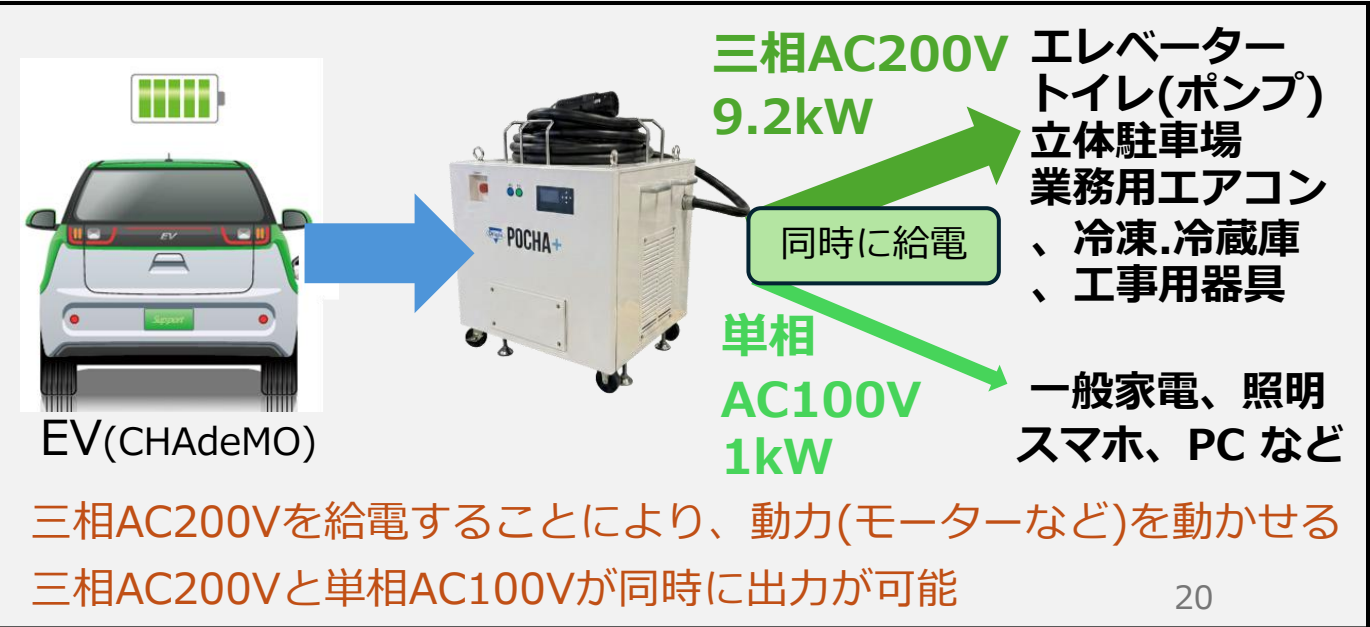 三相AC200V
9.2kW
エレベーター
トイレ(ポンプ)
立体駐車場
業務用エアコン
、冷凍.冷蔵庫
、工事用器具
EV
Support
POCHA+
同時に給電
単相
AC100V
1kW
一般家電、照明
スマホ、PC など
EV(CHAdeMO)
三相AC200Vを給電することにより、動力(モーターなど)を動かせる
三相AC200Vと単相AC100Vが同時に出力が可能
20